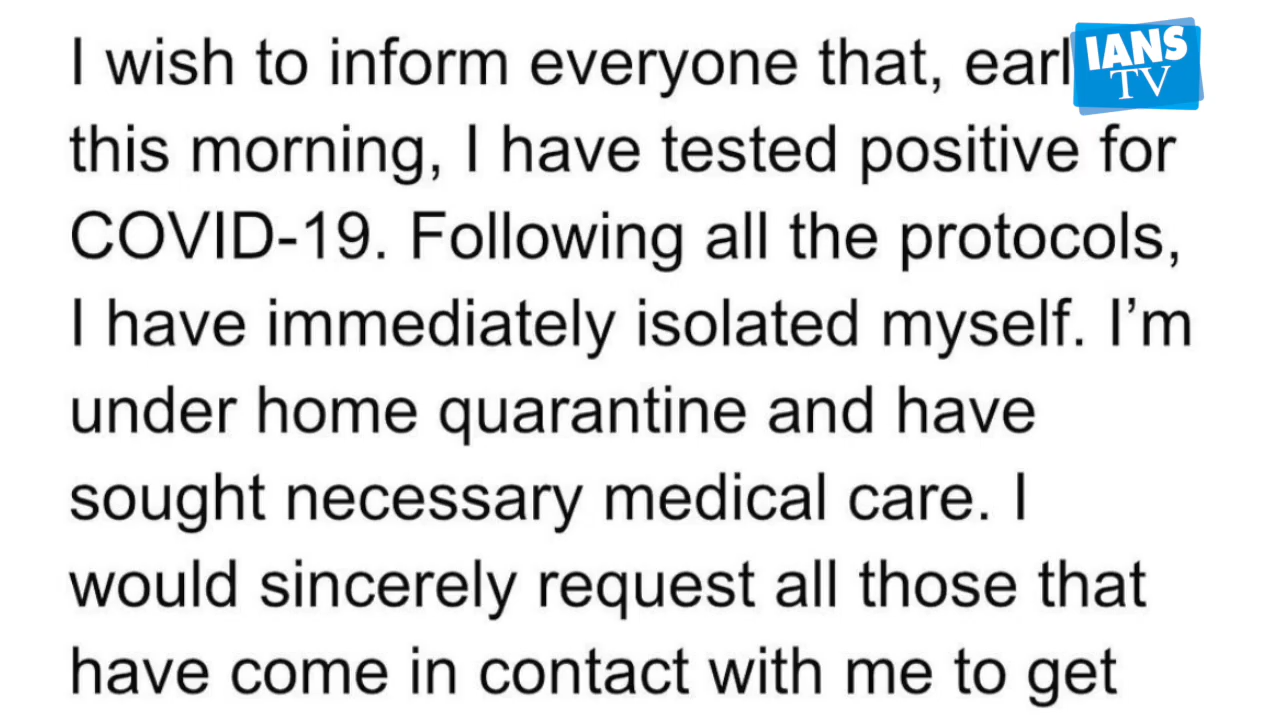 I wish to inform everyone that, earl
IANS
TV
this morning, I have tested positive for
COVID-19. Following all the protocols,
I have immediately isolated myself. I’m
under home quarantine and have
sought necessary medical care. I
would sincerely request all those that
have come in contact with me to get